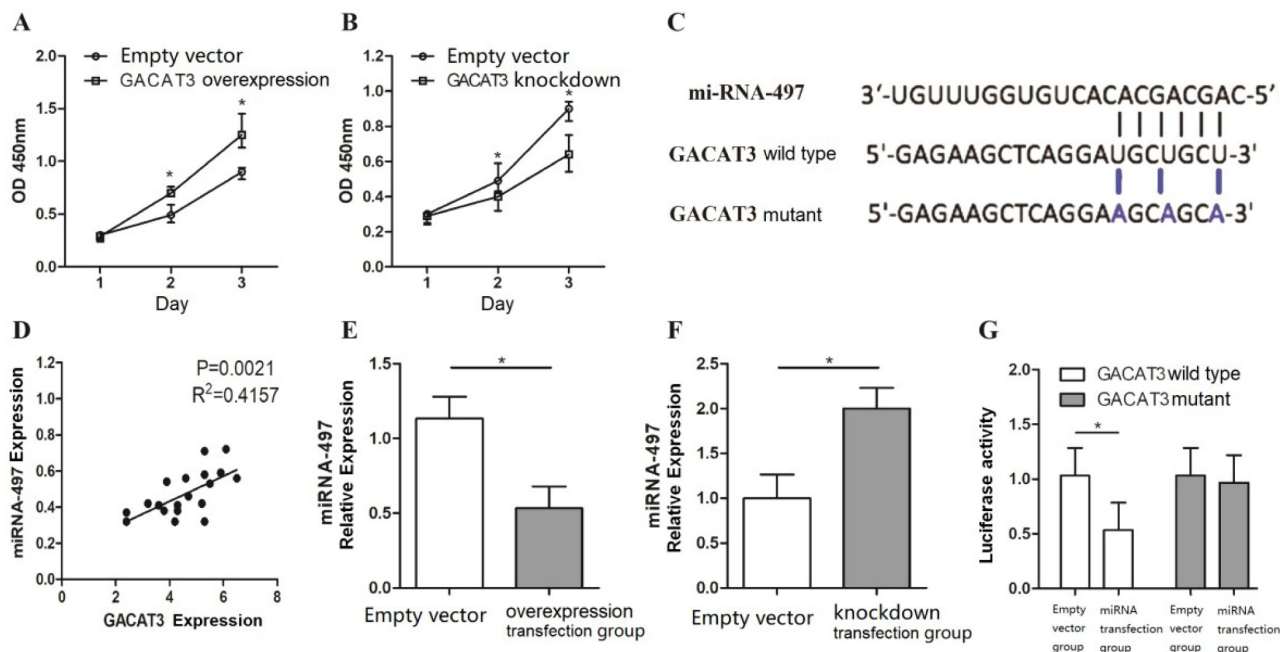 A
2.0
1.5
1.0
0.5
0.0
OD 450nm
Empty vector
GACAT3 overexpression
*
*
1 2 3
Day
B
1.2
1.0
0.8
0.6
0.4
0.2
0.0
OD 450nm
Empty vector
GACAT3 knockdown
*
*
1 2 3
Day
C
mi-RNA-497 3'-UGUUUGGUGUCACACGACGAC-5'
GACAT3 wild type 5'-GAGAAGCTCAGGAUGCUGCU-3'
GACAT3 mutant 5'-GAGAAGCTCAGGAAGCAGCA-3'
D
1.2
1.0
0.8
0.6
0.4
0.2
0.0
miRNA-497 Expression
P=0.0021
R²=0.4157
0 2 4 6 8
GACAT3 Expression
E
1.5
1.0
0.5
0.0
miRNA-497
Relative Expression
*
Empty vector
overexpression
transfection group
F
2.5
2.0
1.5
1.0
0.5
0.0
miRNA-497
Relative Expression
*
Empty vector
knockdown
transfection group
G
2.0
1.5
1.0
0.5
0.0
Luciferase activity
GACAT3 wild type
GACAT3 mutant
*
Empty
vector
group
miRNA
transfection
group
Empty
vector
group
miRNA
transfection
group